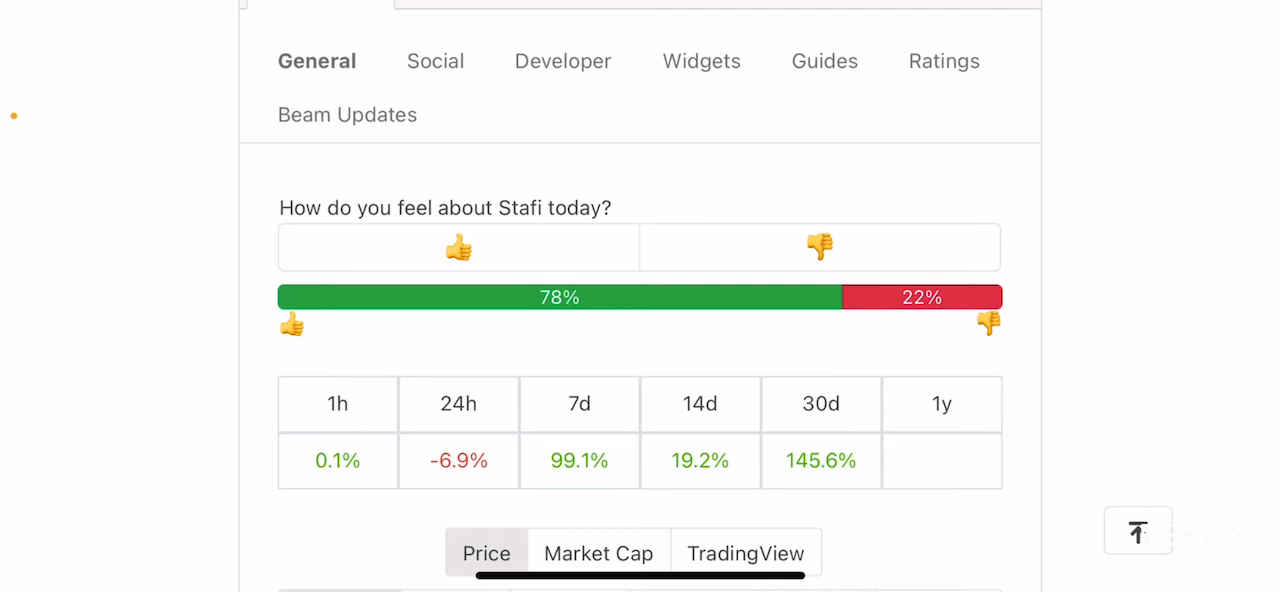 General Social Developer Widgets Guides Ratings
Beam Updates
How do you feel about Stafi today?
78% 22%
1h 24h 7d 14d 30d 1y
0.1% -6.9% 99.1% 19.2% 145.6%
Price Market Cap TradingView